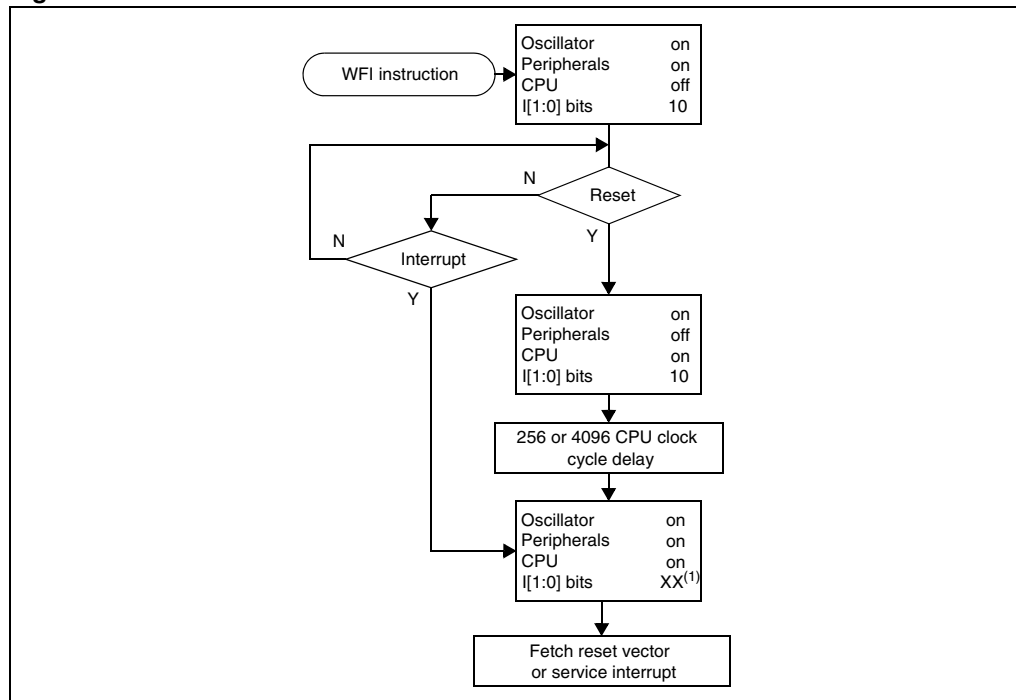 WFI instruction
Oscillator on
Peripherals on
CPU off
I[1:0] bits 10
N
Reset
Y
N
Interrupt
Y
Oscillator on
Peripherals off
CPU on
I[1:0] bits 10
256 or 4096 CPU clock
cycle delay
Oscillator on
Peripherals on
CPU on
I[1:0] bits XX(1)
Fetch reset vector
or service interrupt